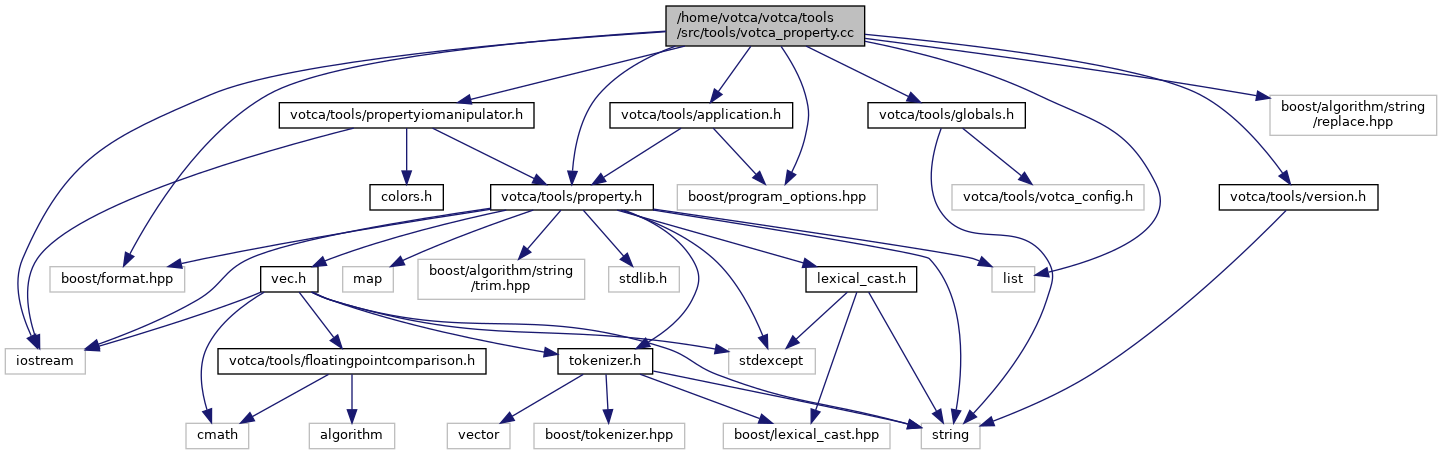 /home/votca/votca/tools
/src/tools/votca_property.cc
votca/tools/propertyiomanipulator.h
votca/tools/application.h
votca/tools/globals.h
boost/algorithm/string
/replace.hpp
colors.h
votca/tools/property.h
boost/program_options.hpp
votca/tools/votca_config.h
votca/tools/version.h
boost/format.hpp
vec.h
map
boost/algorithm/string
/trim.hpp
stdlib.h
lexical_cast.h
list
iostream
votca/tools/floatingpointcomparison.h
tokenizer.h
stdexcept
cmath
algorithm
vector
boost/tokenizer.hpp
boost/lexical_cast.hpp
string